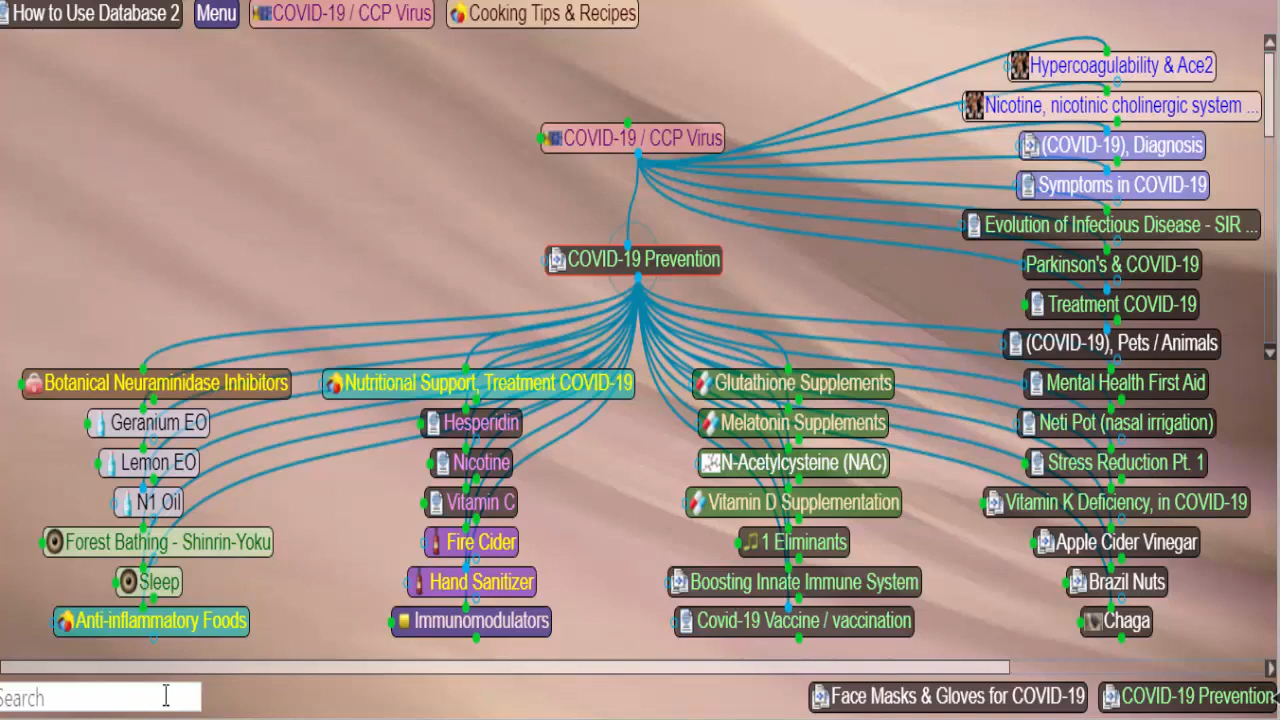 How to Use Database 2
Menu
COVID-19 / CCP Virus
Cooking Tips & Recipes
COVID-19 / CCP Virus
COVID-19 Prevention
Hypercoagulability & Ace2
Nicotine, nicotinic cholinergic system ...
(COVID-19), Diagnosis
Symptoms in COVID-19
Evolution of Infectious Disease - SIR ...
Parkinson's & COVID-19
Treatment COVID-19
(COVID-19), Pets / Animals
Botanical Neuraminidase Inhibitors
Geranium EO
Lemon EO
N1 Oil
Forest Bathing - Shinrin-Yoku
Sleep
Anti-inflammatory Foods
Nutritional Support, Treatment COVID-19
Hesperidin
Nicotine
Vitamin C
Fire Cider
Hand Sanitizer
Immunomodulators
Glutathione Supplements
Melatonin Supplements
N-Acetylcysteine (NAC)
Vitamin D Supplementation
1 Eliminants
Boosting Innate Immune System
Covid-19 Vaccine / vaccination
Mental Health First Aid
Neti Pot (nasal irrigation)
Stress Reduction Pt. 1
Vitamin K Deficiency, in COVID-19
Apple Cider Vinegar
Brazil Nuts
Chaga
Search
Face Masks & Gloves for COVID-19
COVID-19 Prevention